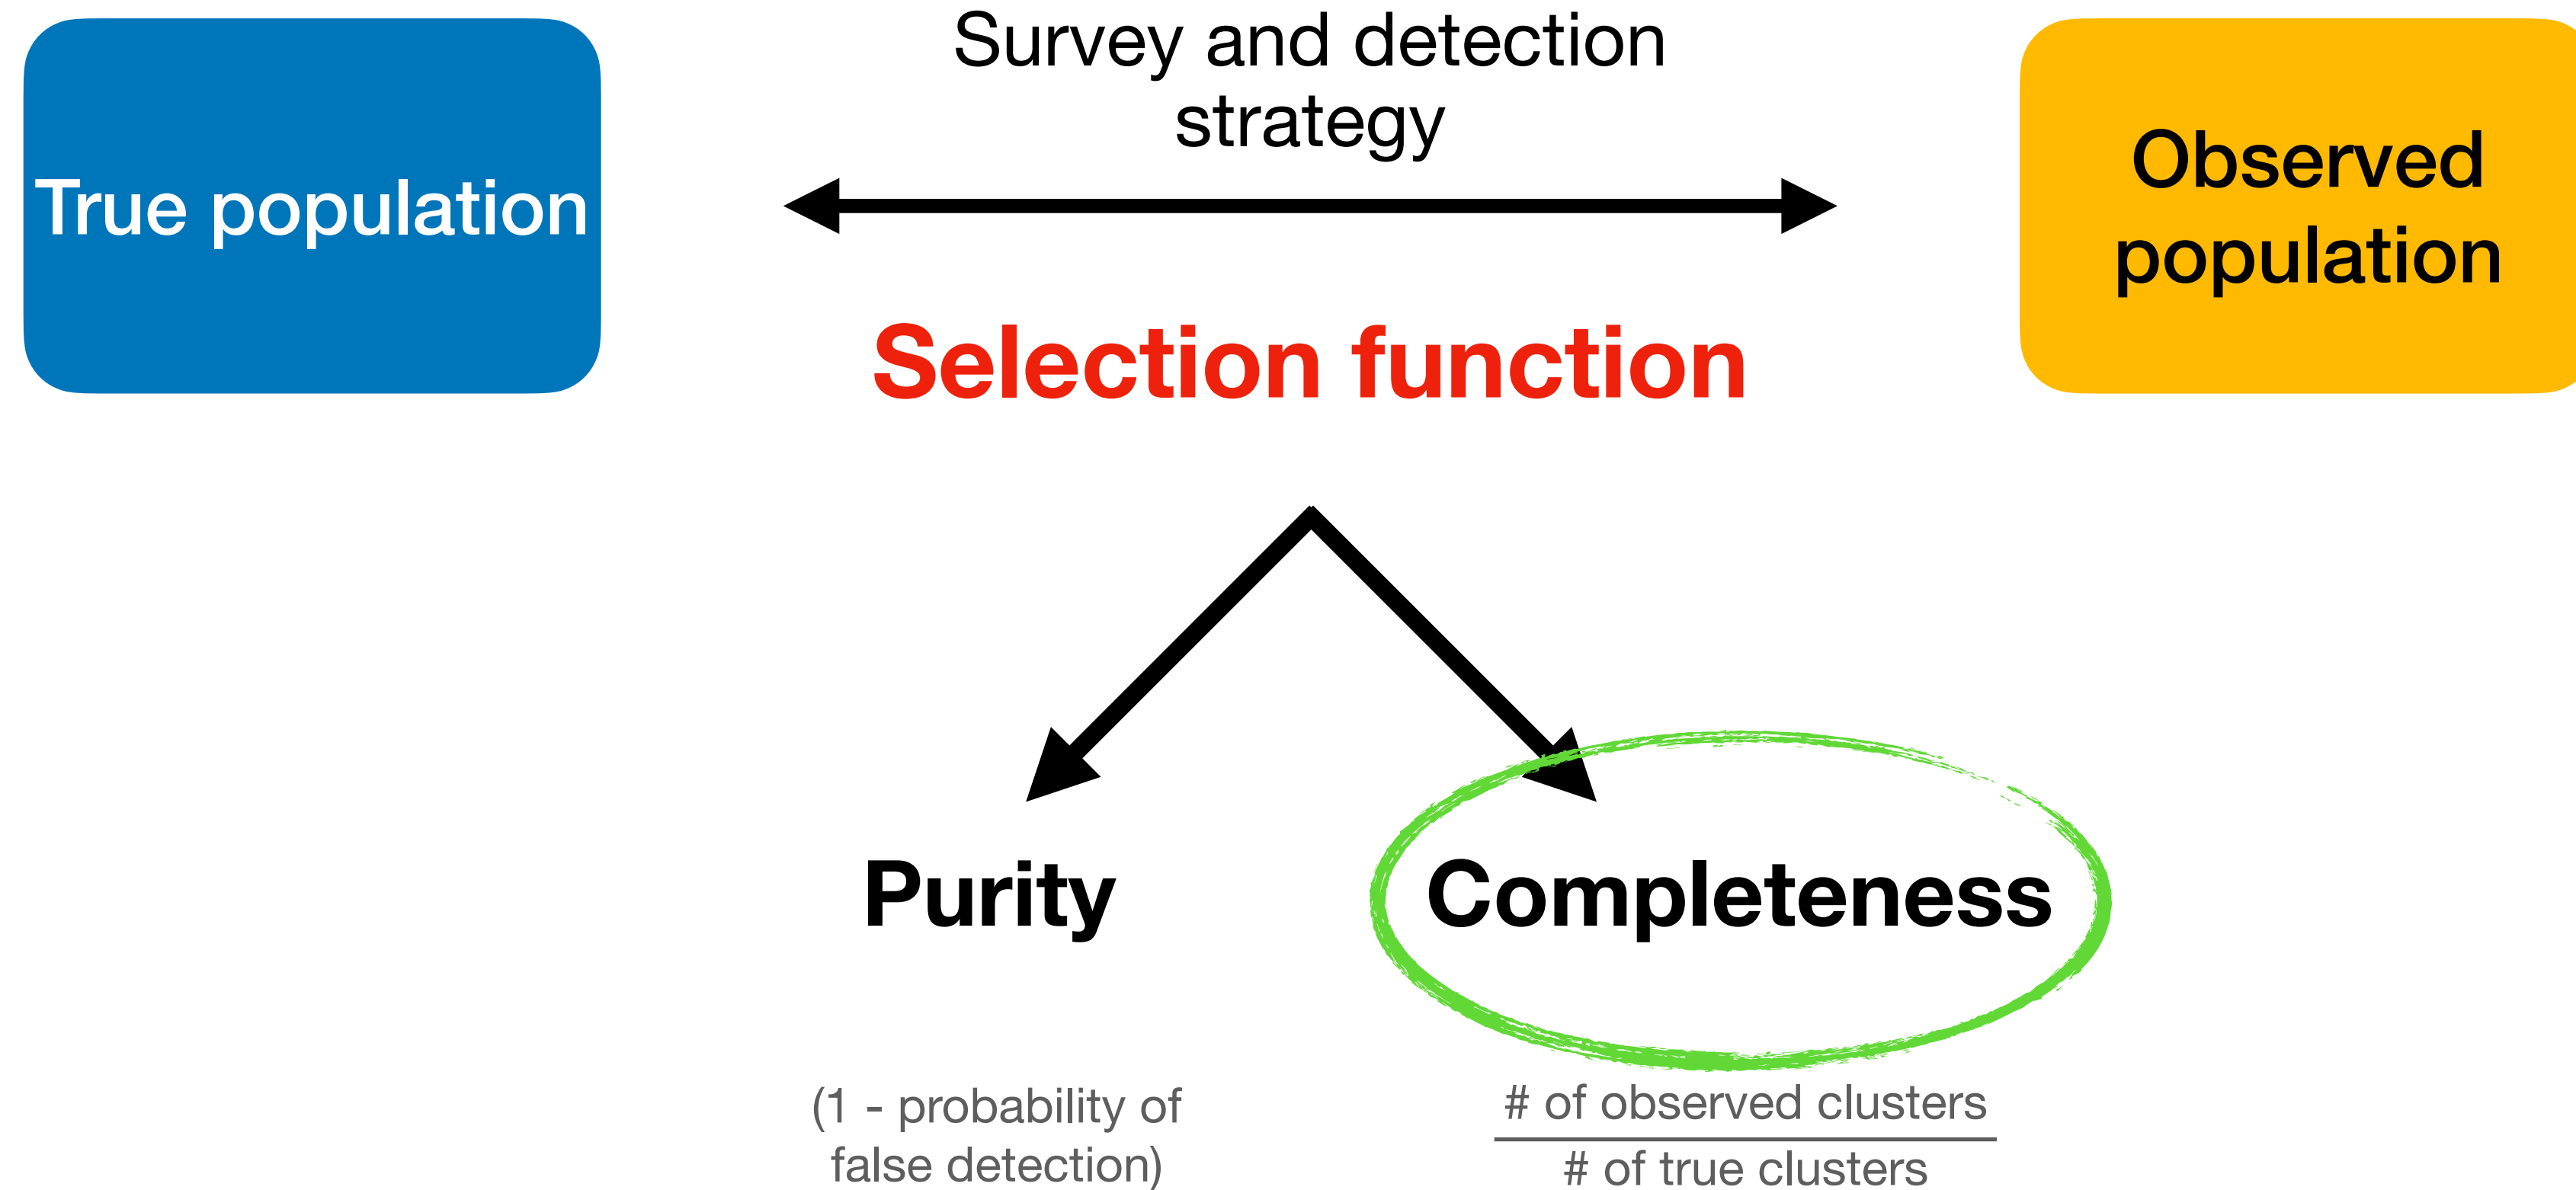 Survey and detection
strategy
True population
Observed
population
Selection function
Purity
Completeness
(1 - probability of
false detection)
# of observed clusters
# of true clusters